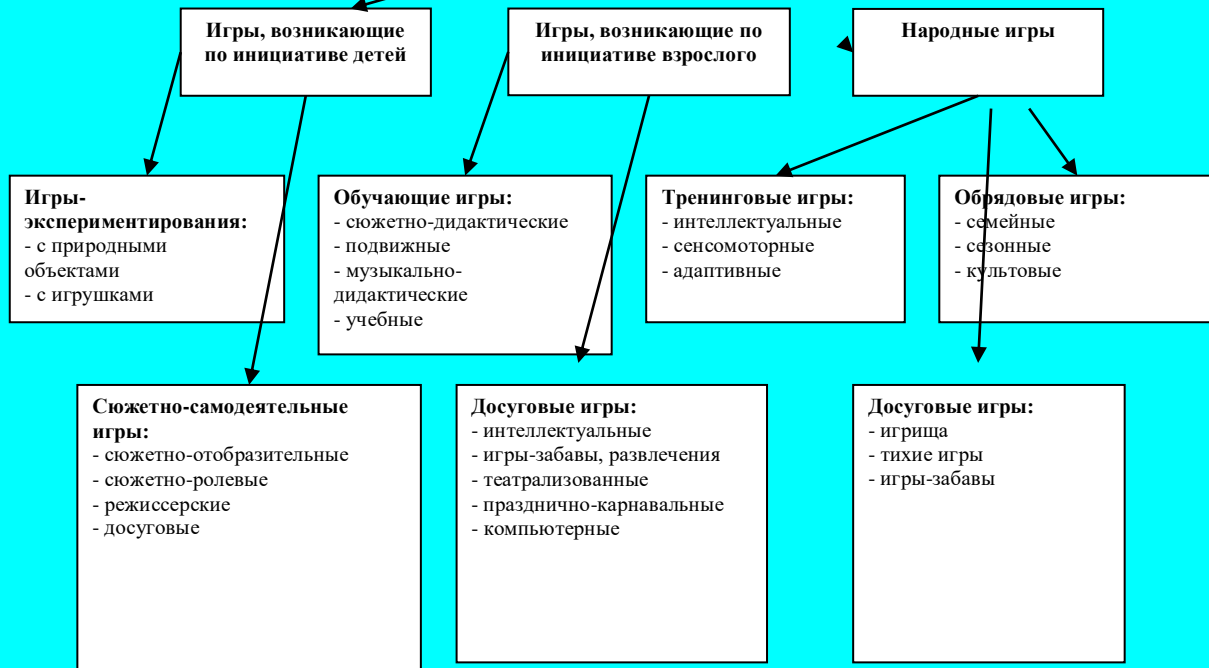 Игры, возникающие
по инициативе детей
Игры, возникающие по
инициативе взрослого
Народные игры
Игры-
экспериментирования:
- с природными
объектами
- с игрушками
Обучающие игры:
- сюжетно-дидактические
- подвижные
- музыкально-
дидактические
- учебные
Тренинговые игры:
- интеллектуальные
- сенсомоторные
- адаптивные
Обрядовые игры:
- семейные
- сезонные
- культовые
Сюжетно-самодеятельные
игры:
- сюжетно-отобразительные
- сюжетно-ролевые
- режиссерские
- досуговые
Досуговые игры:
- интеллектуальные
- игры-забавы, развлечения
- театрализованные
- празднично-карнавальные
- компьютерные
Досуговые игры:
- игрища
- тихие игры
- игры-забавы